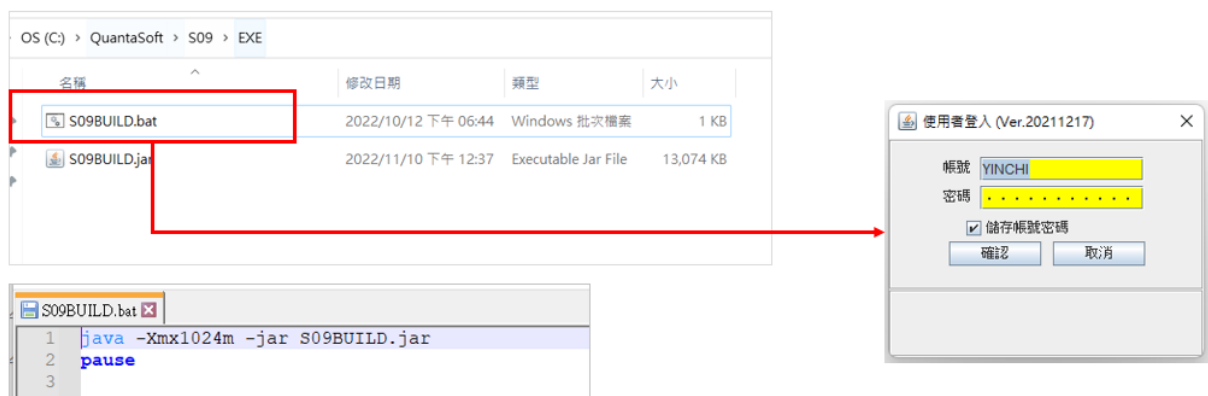 OS (C:) > QuantaSoft > S09 > EXE
名稱 修改日期 類型 大小
S09BUILD.bat 2022/10/12 下午 06:44 Windows 批次檔案 1 KB
S09BUILD.jar 2022/11/10 下午 12:37 Executable Jar File 13,074 KB
使用者登入 (Ver.20211217)
帳號 YINCHI
密碼 ...........
儲存帳號密碼
確認 取消
S09BUILD.bat
1 java -Xmx1024m -jar S09BUILD.jar
2 pause
3